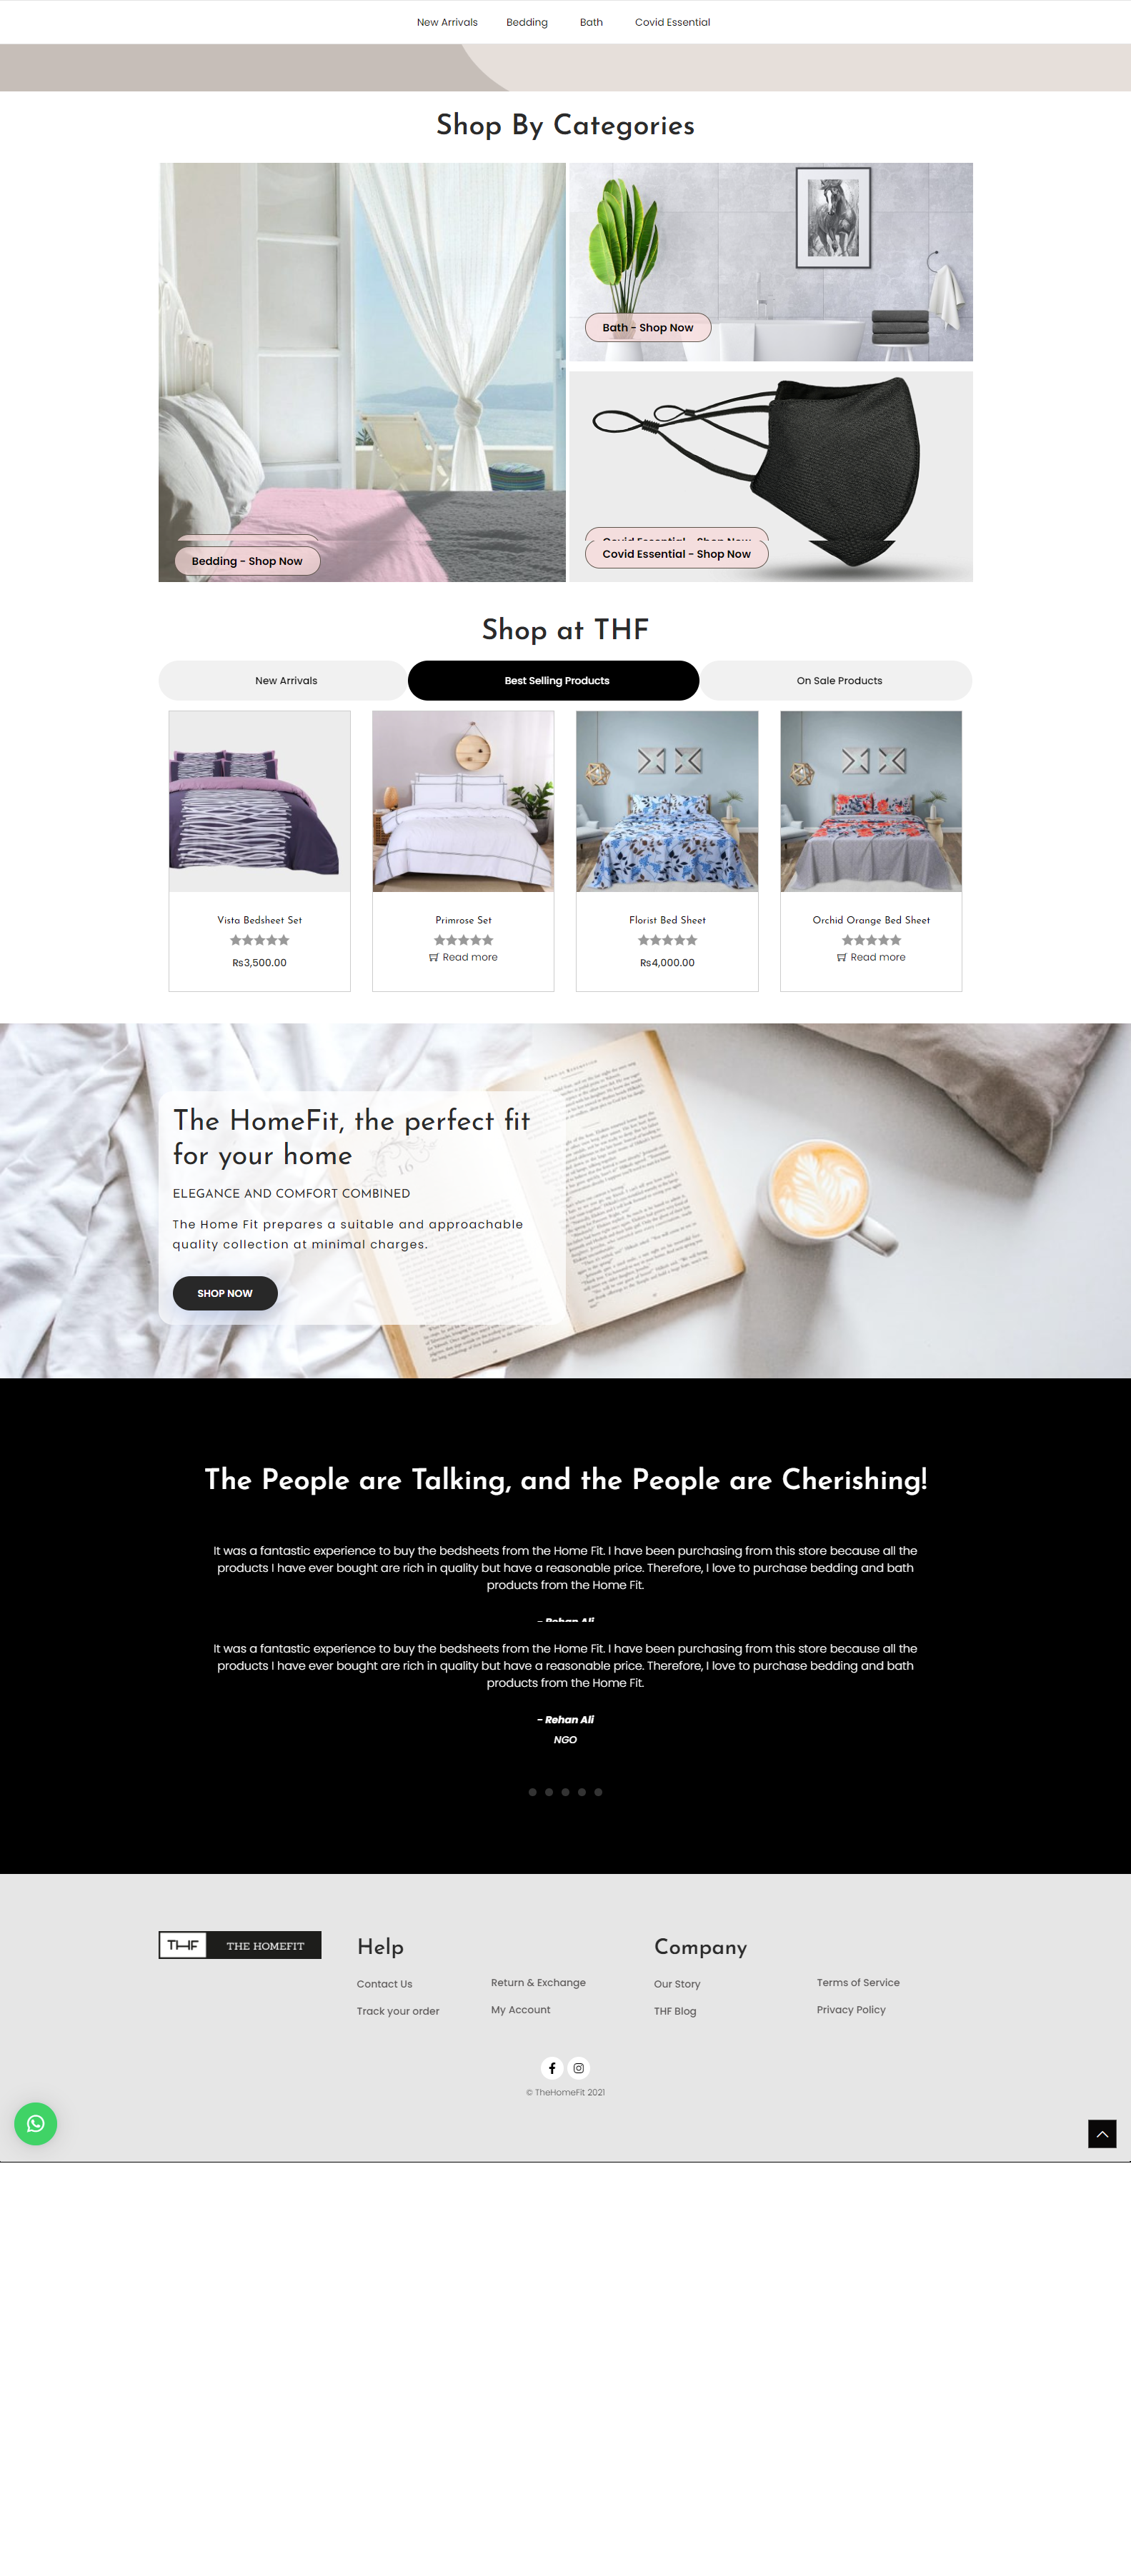 New Arrivals Bedding Bath Covid Essential
Shop By Categories
Bath - Shop Now
Covid Essential - Shop Now
Covid Essential - Shop Now
Bedding - Shop Now
Shop at THF
New Arrivals Best Selling Products On Sale Products
Vista Bedsheet Set
₨3,500.00
Primrose Set
Read more
Florist Bed Sheet
₨4,000.00
Orchid Orange Bed Sheet
Read more
The HomeFit, the perfect fit
for your home
ELEGANCE AND COMFORT COMBINED
The Home Fit prepares a suitable and approachable
quality collection at minimal charges.
SHOP NOW
16
The People are Talking, and the People are Cherishing!
It was a fantastic experience to buy the bedsheets from the Home Fit. I have been purchasing from this store because all the
products I have ever bought are rich in quality but have a reasonable price. Therefore, I love to purchase bedding and bath
products from the Home Fit.
- Rehan Ali
It was a fantastic experience to buy the bedsheets from the Home Fit. I have been purchasing from this store because all the
products I have ever bought are rich in quality but have a reasonable price. Therefore, I love to purchase bedding and bath
products from the Home Fit.
- Rehan Ali
NGO
THF THE HOMEFIT
Help
Contact Us
Track your order
Return & Exchange
My Account
Company
Our Story
THF Blog
Terms of Service
Privacy Policy
© TheHomeFit 2021